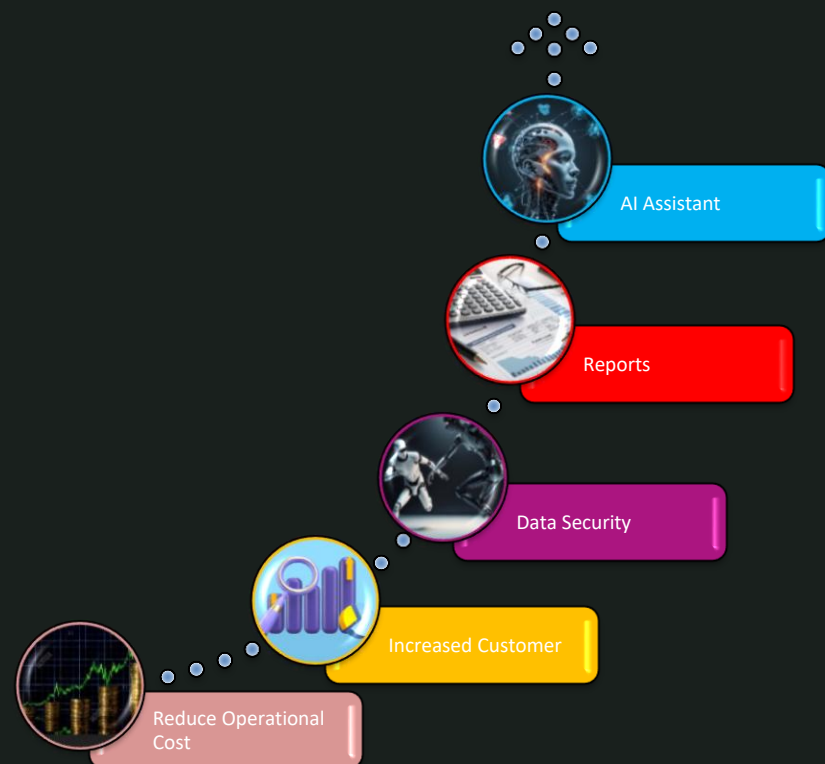 AI Assistant
Reports
Data Security
Increased Customer
Reduce Operational
Cost